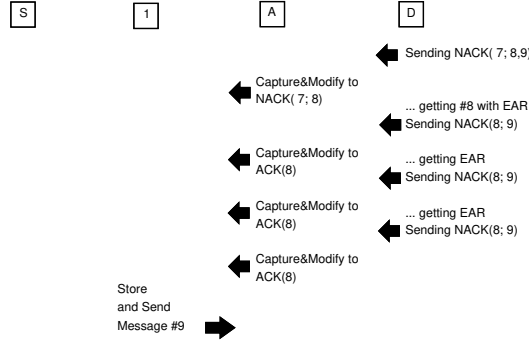 S 1 A D
Sending NACK( 7; 8,9)
Capture&Modify to
NACK( 7; 8)
... getting #8 with EAR
Sending NACK(8; 9)
Capture&Modify to
ACK(8)
... getting EAR
Sending NACK(8; 9)
Capture&Modify to
ACK(8)
... getting EAR
Sending NACK(8; 9)
Capture&Modify to
ACK(8)
Store
and Send
Message #9